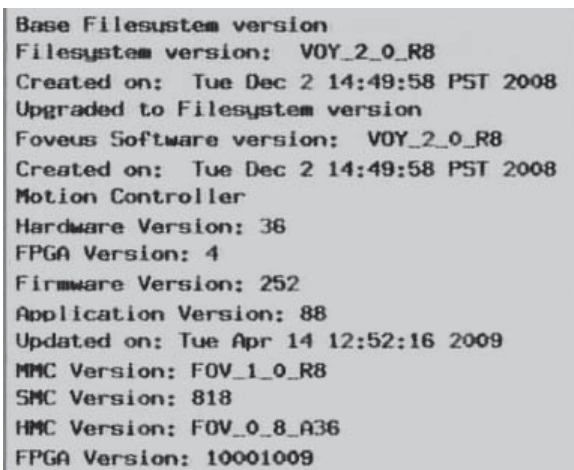 Base Filesustem version
Filesystem version:  VOY_2_0_R8
Created on:  Tue Dec 2 14:49:58 PST 2008
Upgraded to Filesystem version
Foveus Software version:  VOY_2_0_R8
Created on:  Tue Dec 2 14:49:58 PST 2008
Motion Controller
Hardware Version: 36
FPGA Version: 4
Firmware Version: 252
Application Version: 88
Updated on: Tue Apr 14 12:52:16 2009
MMC Version: FOV_1_0_R8
SMC Version: 818
HMC Version: FOV_0_8_A36
FPGA Version: 10001009